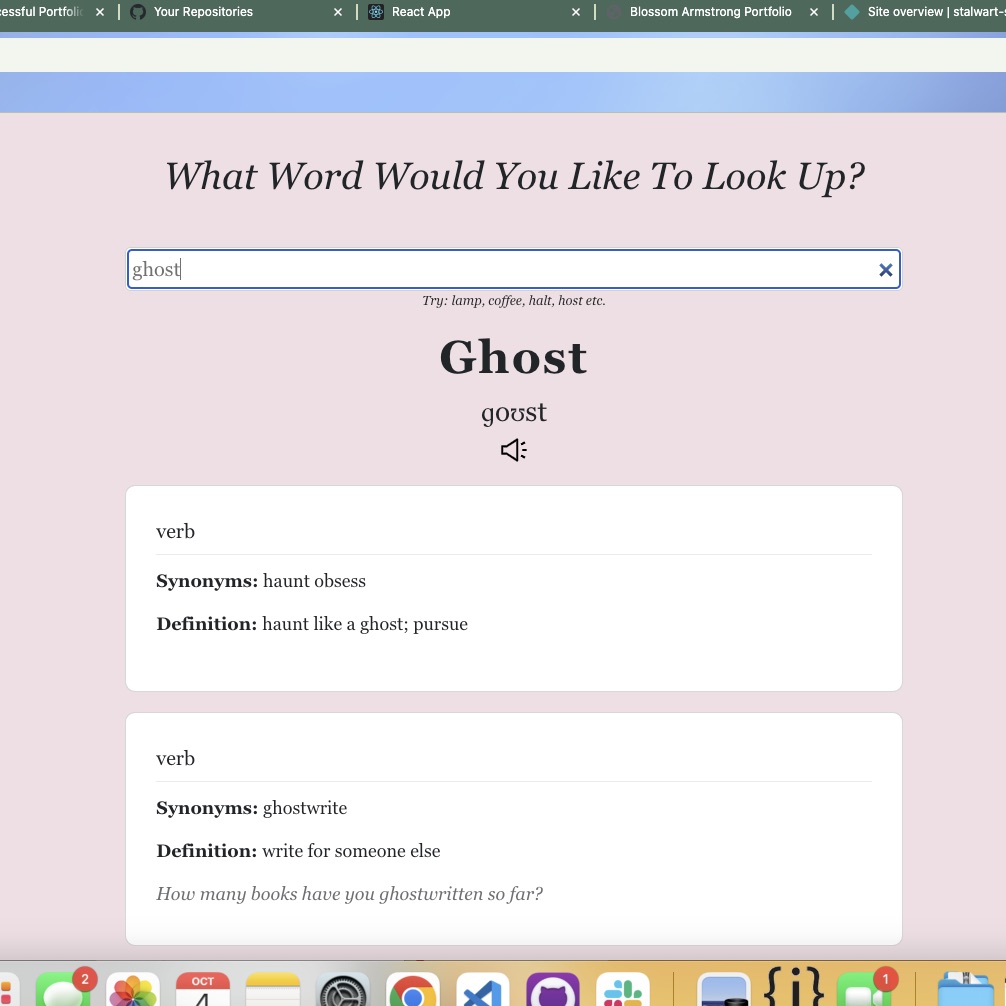 cessful Portfolio
Your Repositories
React App
Blossom Armstrong Portfolio
Site overview | stalwart-s
What Word Would You Like To Look Up?
ghost
Try: lamp, coffee, halt, host etc.
Ghost
ɡoʊst
verb
Synonyms: haunt obsess
Definition: haunt like a ghost; pursue
verb
Synonyms: ghostwrite
Definition: write for someone else
How many books have you ghostwritten so far?
2
OCT
4
{i}
1